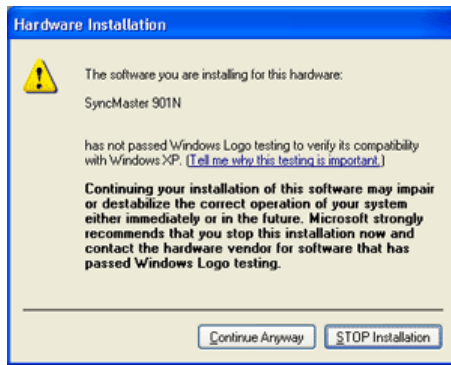 Hardware Installation
The software you are installing for this hardware:
SyncMaster 901N
has not passed Windows Logo testing to verify its compatibility
with Windows XP. (Tell me why this testing is important.)
Continuing your installation of this software may impair
or destabilize the correct operation of your system
either immediately or in the future. Microsoft strongly
recommends that you stop this installation now and
contact the hardware vendor for software that has
passed Windows Logo testing.
Continue Anyway
STOP Installation